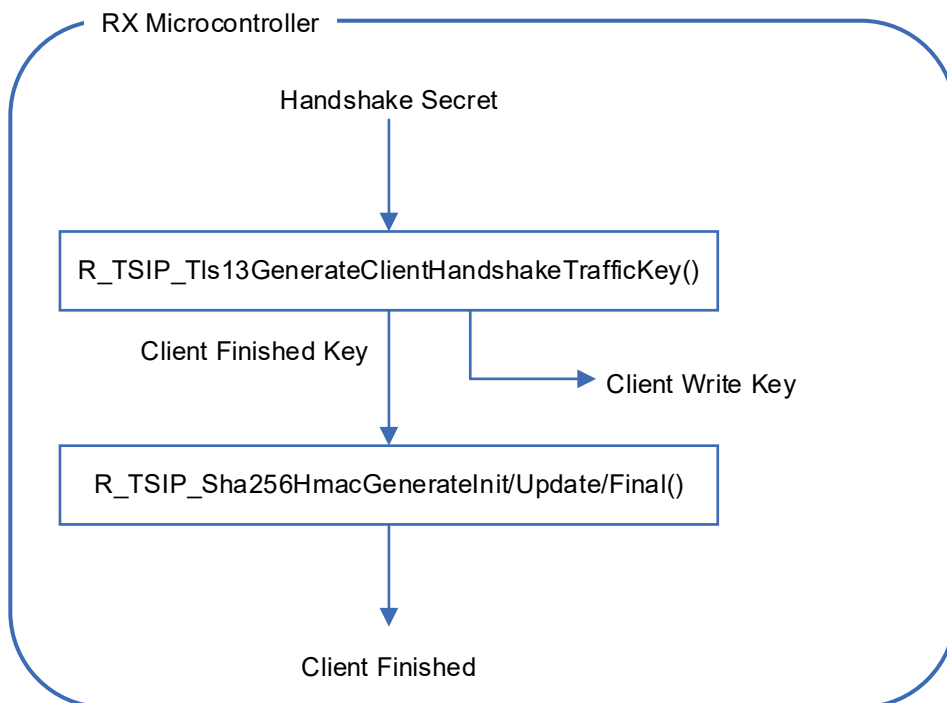 RX Microcontroller
Handshake Secret
R_TSIP_Tls13GenerateClientHandshakeTrafficKey()
Client Finished Key
Client Write Key
R_TSIP_Sha256HmacGenerateInit/Update/Final()
Client Finished